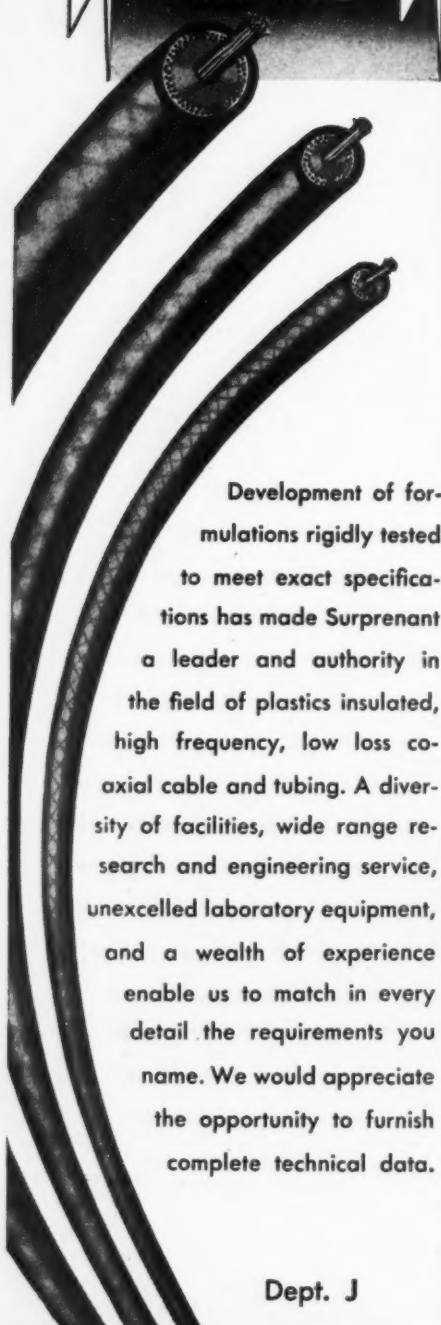 Development of for-
mulations rigidly tested
to meet exact specifica-
tions has made Surprenant
a leader and authority in
the field of plastics insulated,
high frequency, low loss co-
axial cable and tubing. A diver-
sity of facilities, wide range re-
search and engineering service,
unexcelled laboratory equipment,
and a wealth of experience
enable us to match in every
detail the requirements you
name. We would appreciate
the opportunity to furnish
complete technical data.
Dept. J